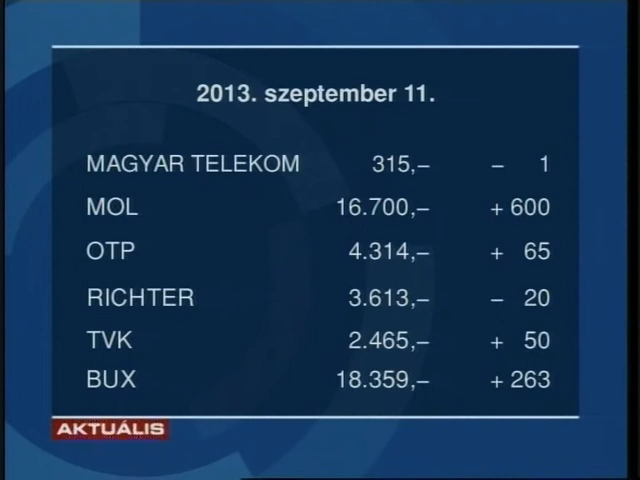 2013. szeptember 11.
MAGYAR TELEKOM 315,– – 1
MOL 16.700,– + 600
OTP 4.314,– + 65
RICHTER 3.613,– – 20
TVK 2.465,– + 50
BUX 18.359,– + 263
AKTUÁLIS